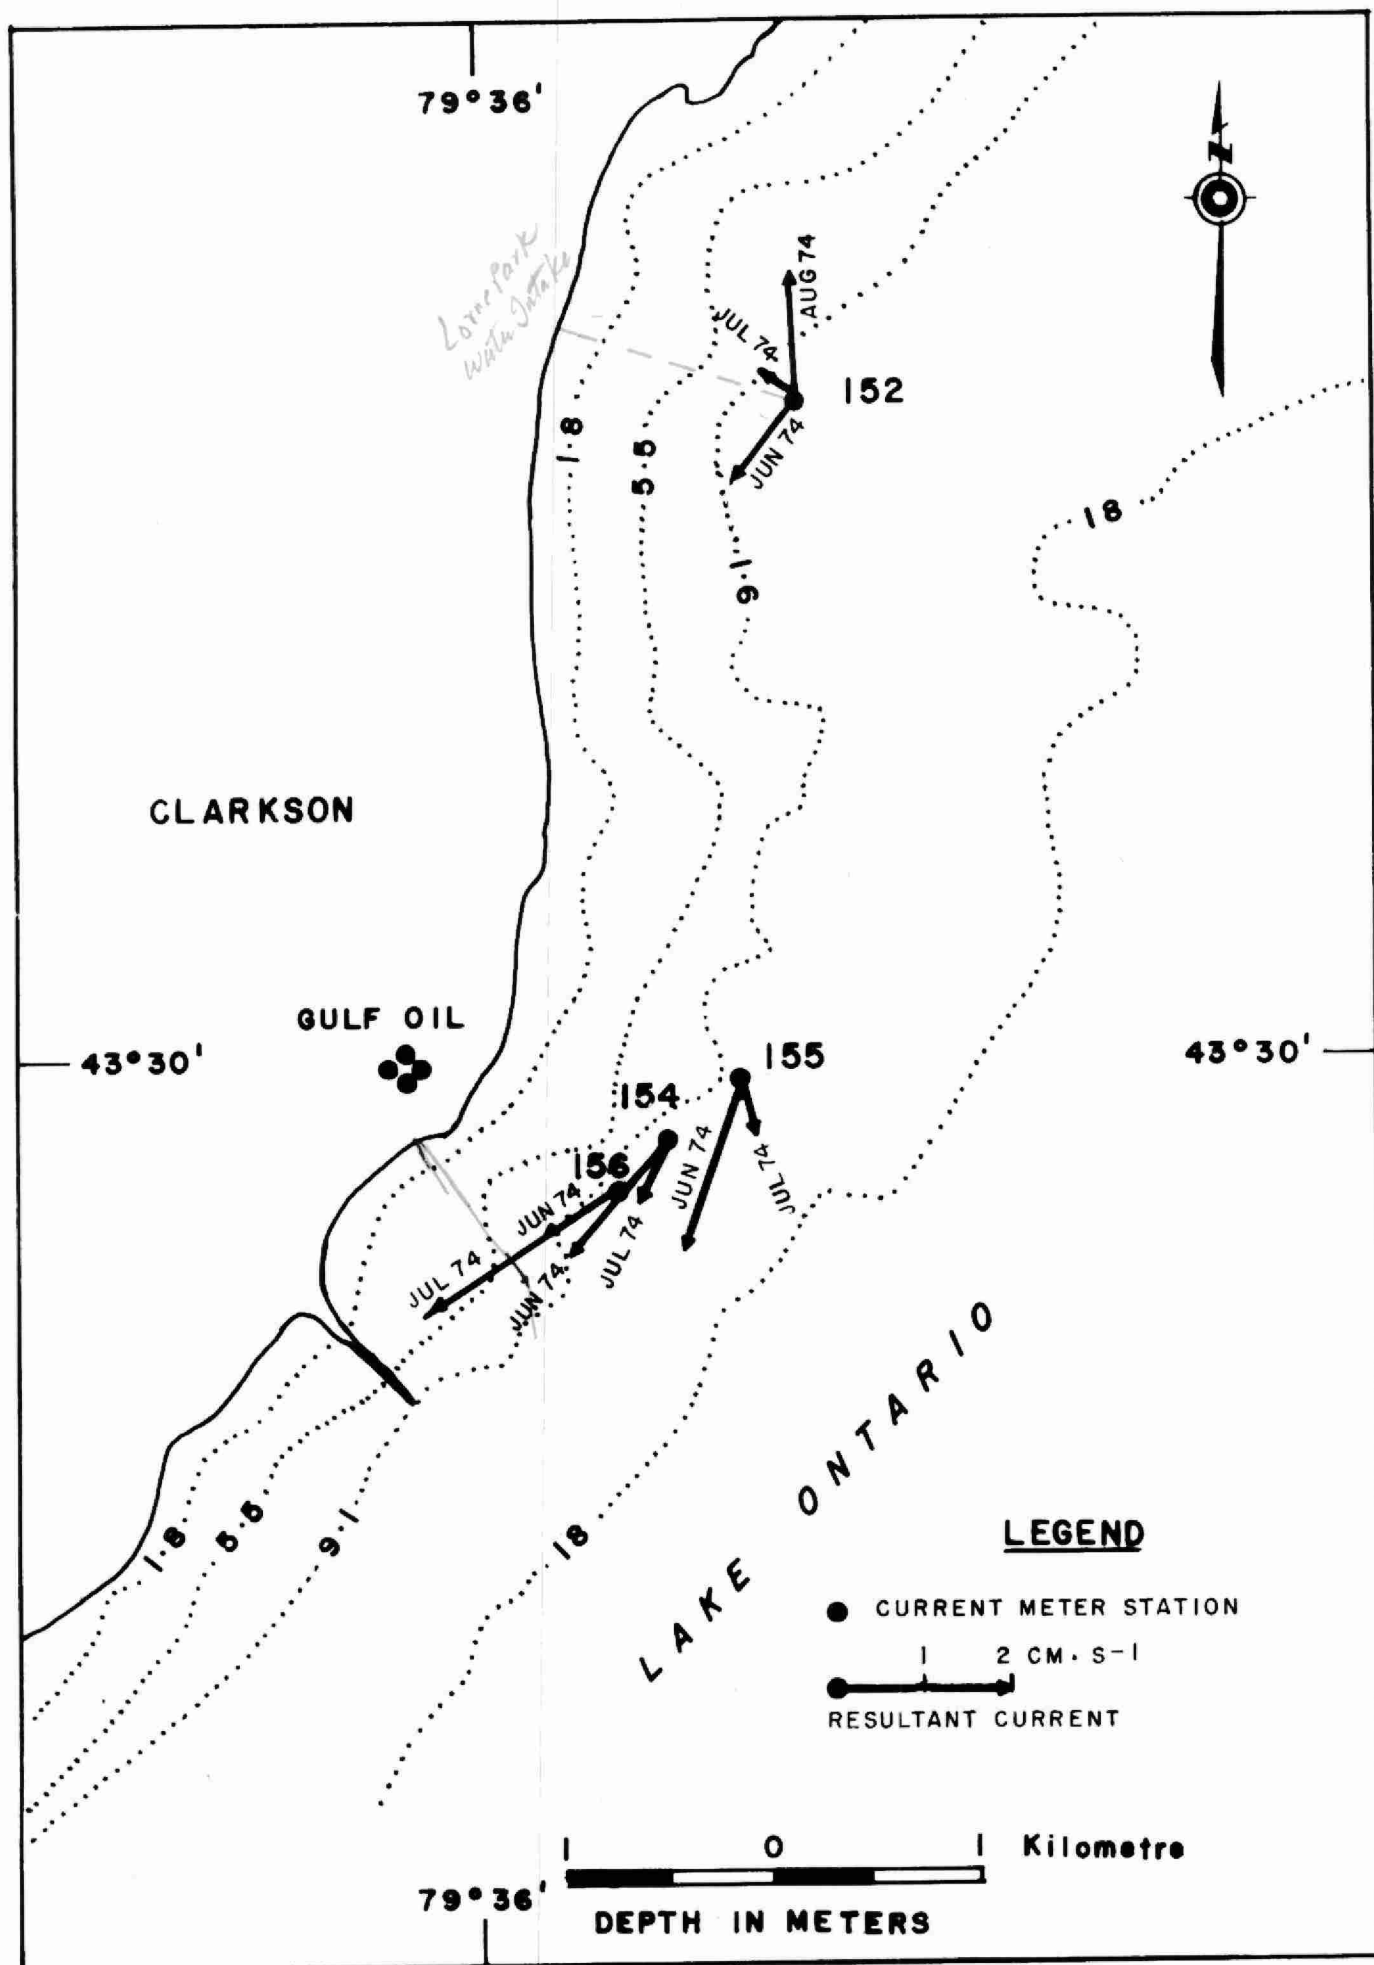 79°36'
N
Lorne Park
Water Intake
AUG 74
JUL 74
152
JUN 74
1.8
5.5
18
9.1
CLARKSON
GULF OIL
43°30'
155
43°30'
154
JUN 74
JUL 74
156
JUN 74
JUL 74
JUL 74
JUN 74
LAKE ONTARIO
1.8
5.5
9.1
18
LEGEND
CURRENT METER STATION
1 2 CM. S-1
RESULTANT CURRENT
1 0 1 Kilometre
79°36'
DEPTH IN METERS